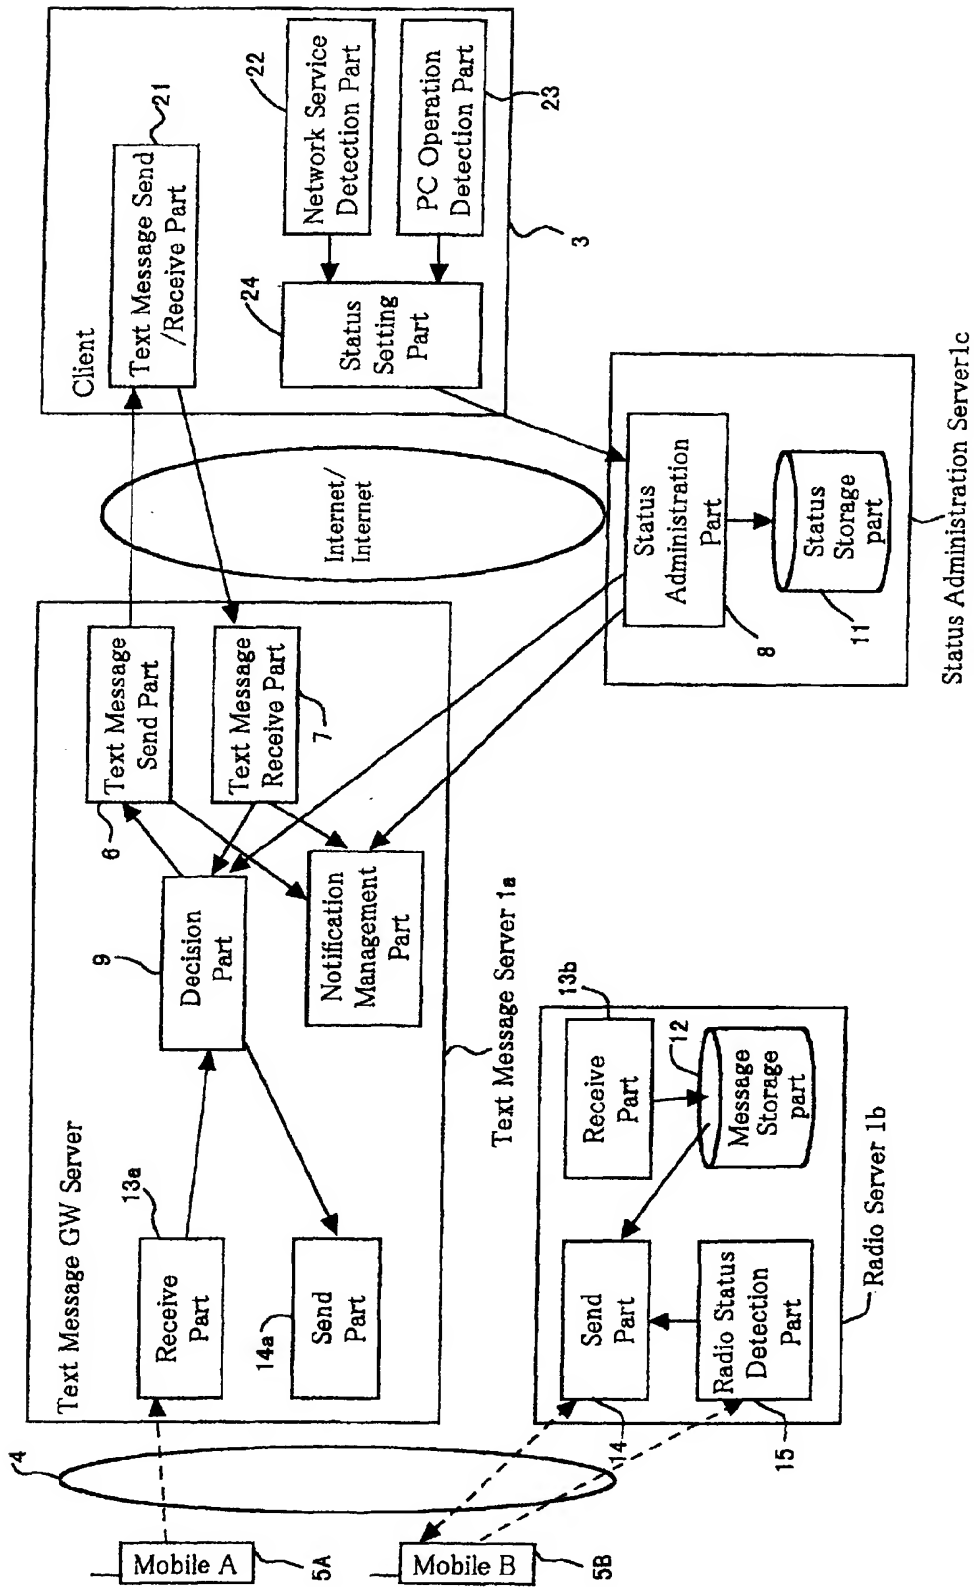 Client
Text Message Send
/Receive Part
21
Network Service
Detection Part
22
PC Operation
Detection Part
23
Status
Setting
Part
24
3
Internet/
Internet
Text Message GW Server
Text Message
Send Part
6
Text Message
Receive Part
7
Decision
Part
9
Notification
Management
Part
Receive
Part
13a
Send
Part
14a
Text Message Server 1a
Status
Administration
Part
8
Status
Storage
part
11
Status Administration Server1c
Receive
Part
13b
Message
Storage
part
12
Send
Part
14
Radio Status
Detection
Part
15
Radio Server 1b
4
Mobile A
5A
Mobile B
5B